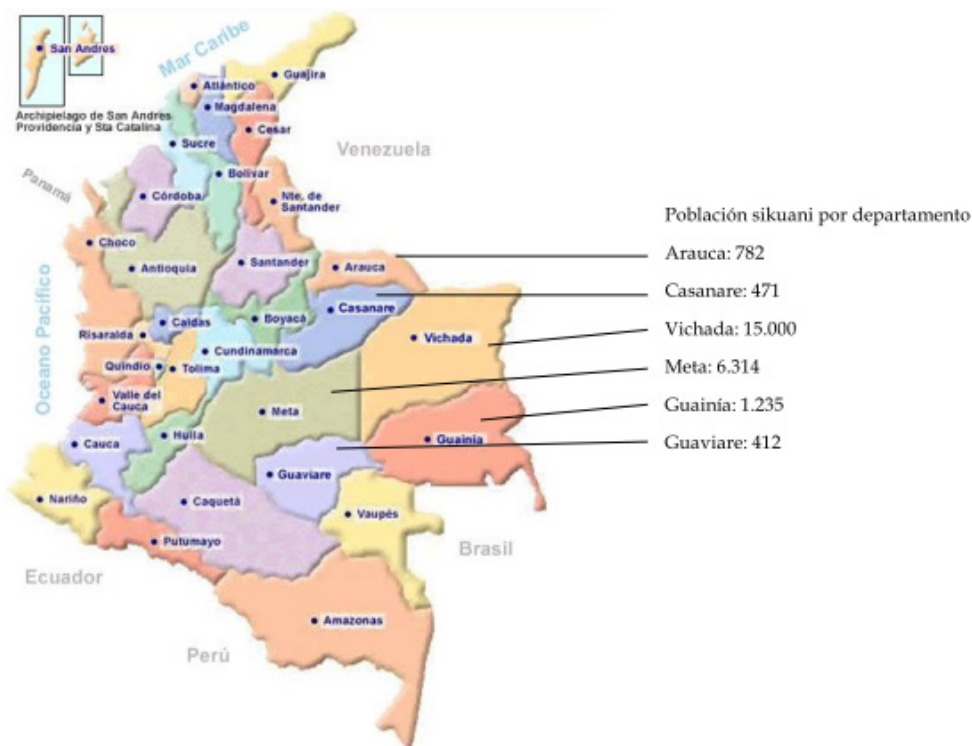 San Andres
Archipielago de San Andres
Providencia y Sta Catalina
Mar Caribe
Guajira
Atlántico
Magdalena
Cesar
Sucre
Venezuela
Panamá
Bolívar
Córdoba
Nte. de
Santander
Choco
Antioquia
Santander
Arauca
Oceano Pacífico
Casanare
Boyacá
Caldas
Risaralda
Cundinamarca
Vichada
Quindio
Tolima
Valle del
Cauca
Meta
Cauca
Huila
Guainia
Guaviare
Nariño
Caquetá
Vaupés
Putumayo
Brasil
Ecuador
Amazonas
Perú
Población sikuani por departamento
Arauca: 782
Casanare: 471
Vichada: 15.000
Meta: 6.314
Guainía: 1.235
Guaviare: 412